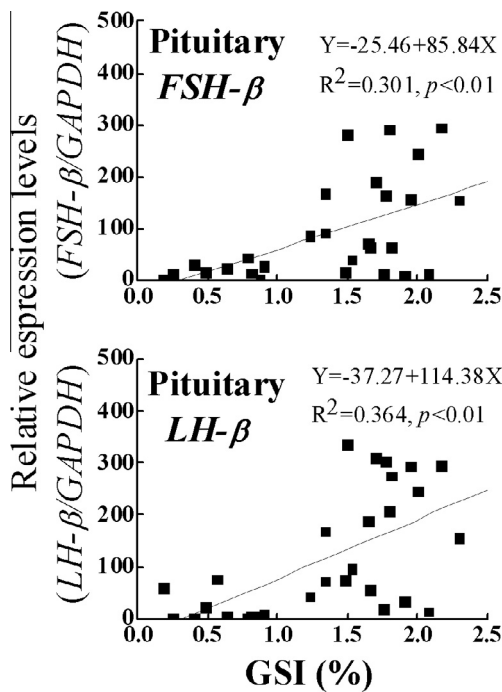 Relative espression levels
(FSH-β/GAPDH)
500
400
300
200
100
0
Pituitary
FSH-β
Y=-25.46+85.84X
R²=0.301, p<0.01
0.0 0.5 1.0 1.5 2.0 2.5
(LH-β/GAPDH)
500
400
300
200
100
0
Pituitary
LH-β
Y=-37.27+114.38X
R²=0.364, p<0.01
0.0 0.5 1.0 1.5 2.0 2.5
GSI (%)